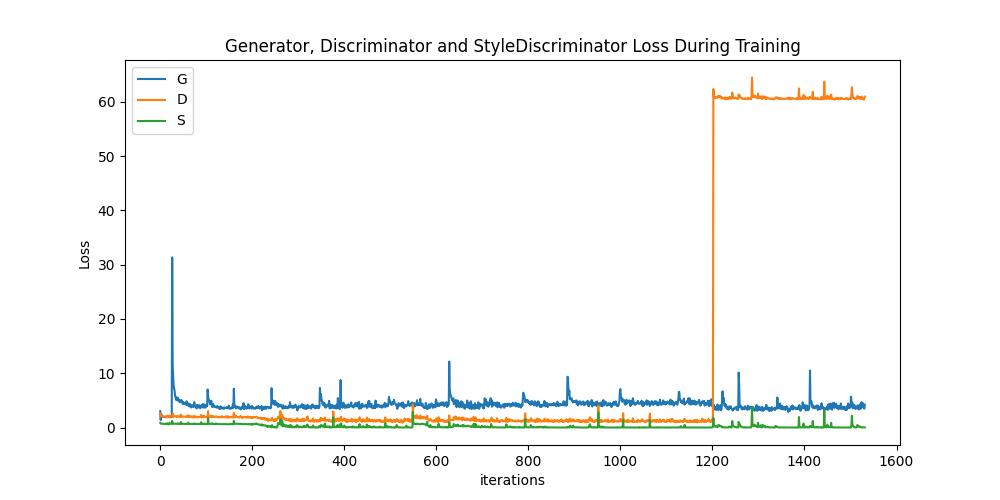 Generator, Discriminator and StyleDiscriminator Loss During Training
G
D
S
Loss
60
50
40
30
20
10
0
0 200 400 600 800 1000 1200 1400 1600
iterations